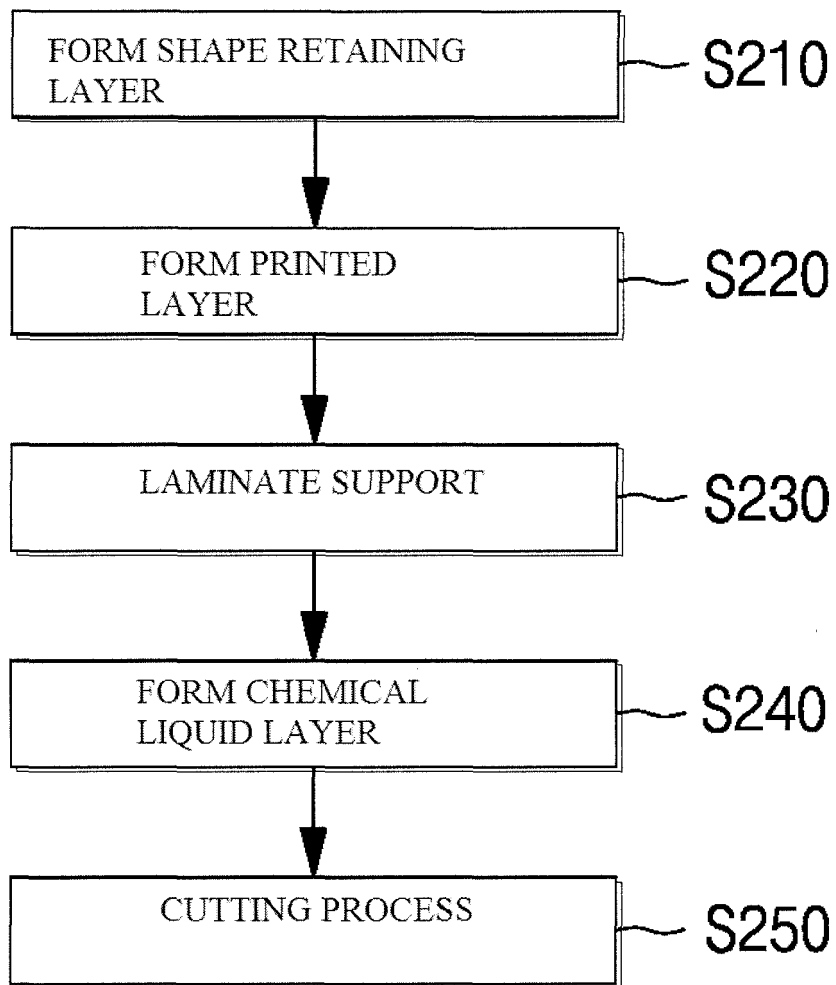 FORM SHAPE RETAINING
LAYER
S210
FORM PRINTED
LAYER
S220
LAMINATE SUPPORT
S230
FORM CHEMICAL
LIQUID LAYER
S240
CUTTING PROCESS
S250